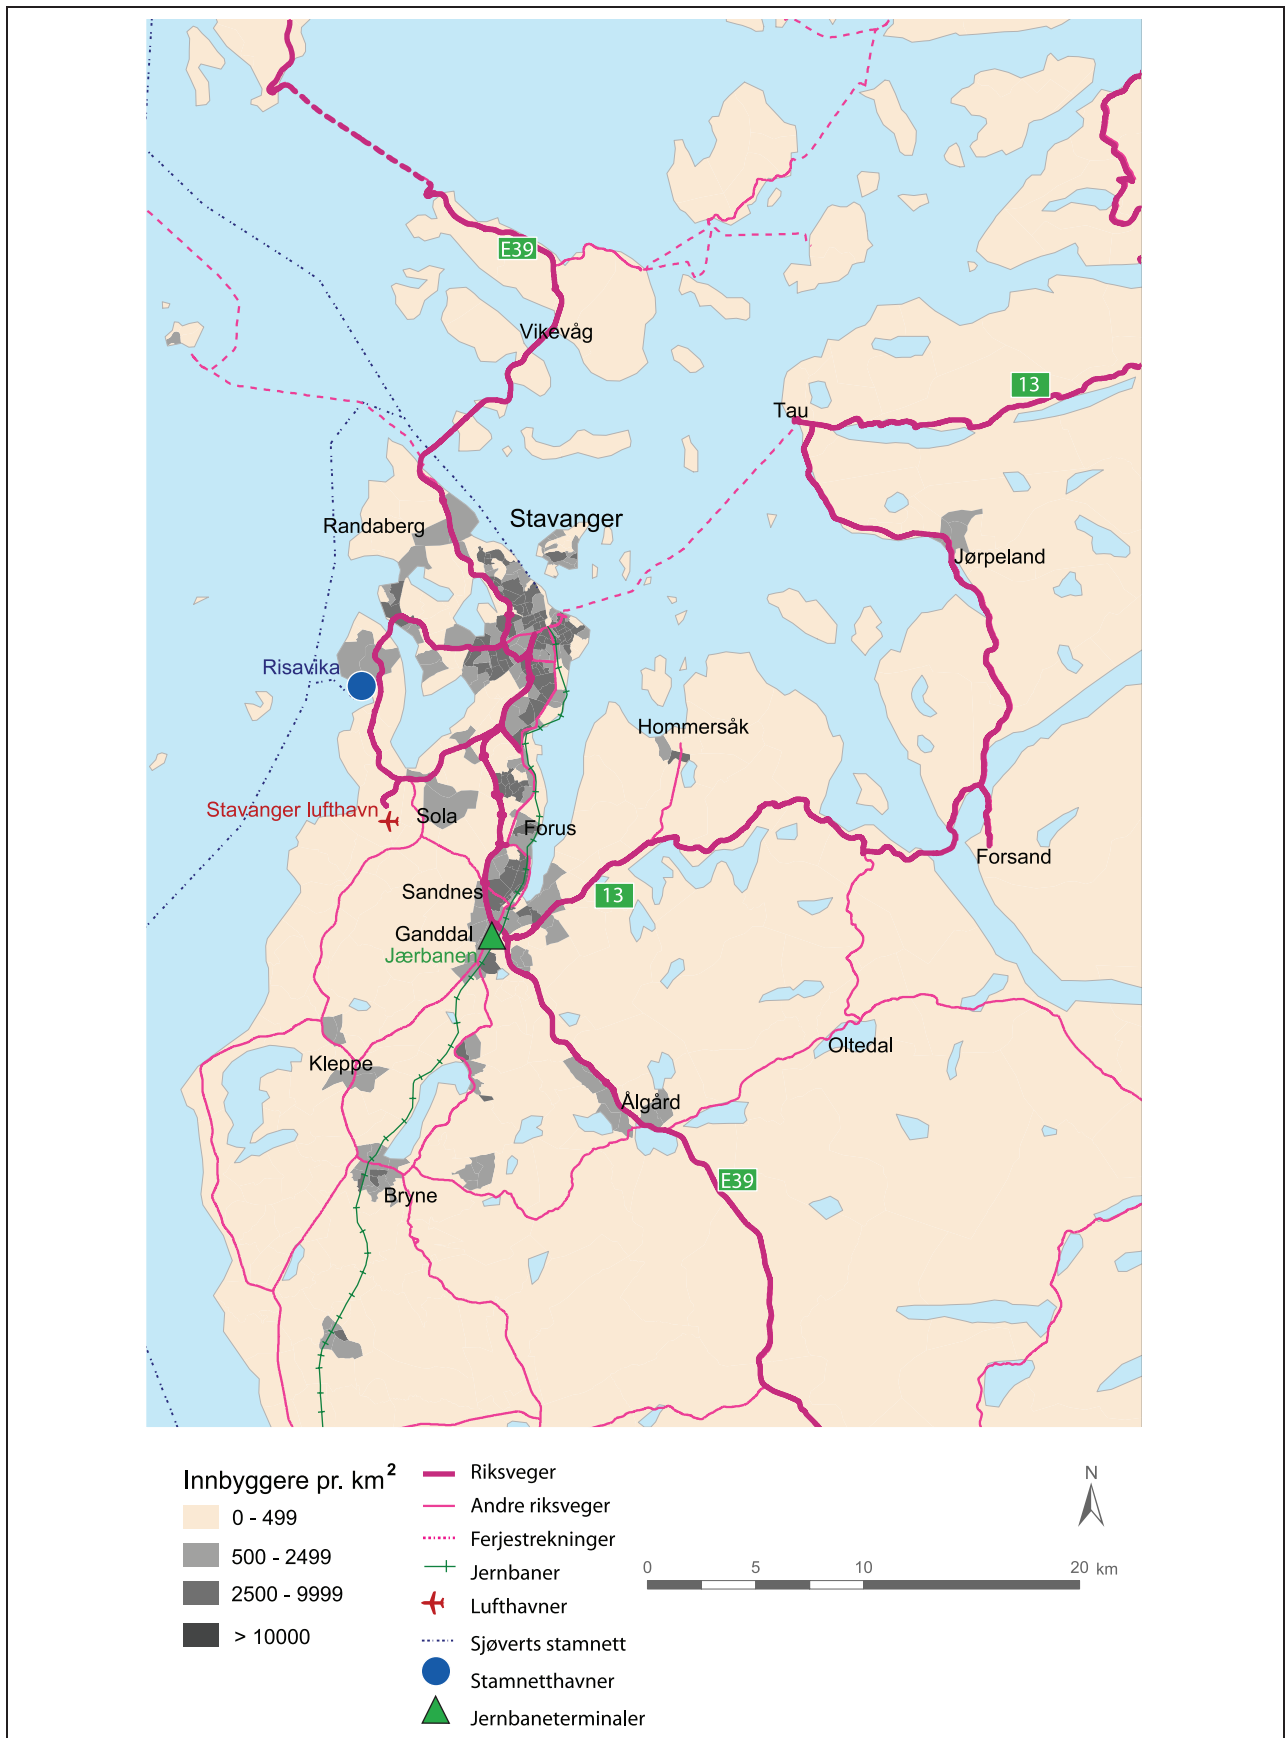 E39
Vikevåg
13
Tau
Stavanger
Randaberg
Jørpeland
Risavika
Hommersåk
Stavanger lufthavn
Sola
Forus
Forsand
Sandnes
13
Ganddal
Jærbanen
Oltedal
Kleppe
Ålgård
E39
Bryne
Innbyggere pr. km²
0 - 499
500 - 2499
2500 - 9999
> 10000
Riksveger
Andre riksveger
Ferjestrekninger
Jernbaner
Lufthavner
Sjøverts stamnett
Stamnetthavner
Jernbaneterminaler
N
0 5 10 20 km